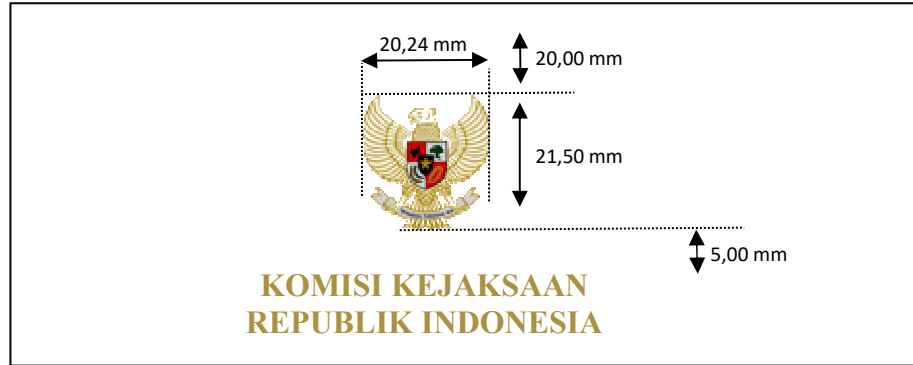 20,24 mm
20,00 mm
21,50 mm
5,00 mm
KOMISI KEJAKSAAN
REPUBLIK INDONESIA